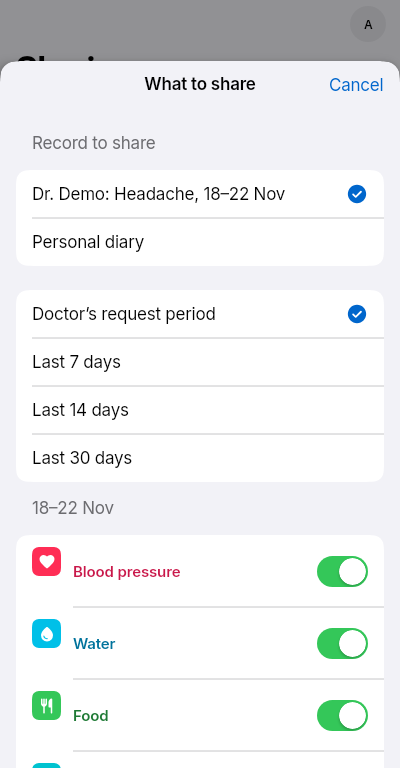 A
What to share
Cancel
Record to share
Dr. Demo: Headache, 18–22 Nov
Personal diary
Doctor’s request period
Last 7 days
Last 14 days
Last 30 days
18–22 Nov
Blood pressure
Water
Food